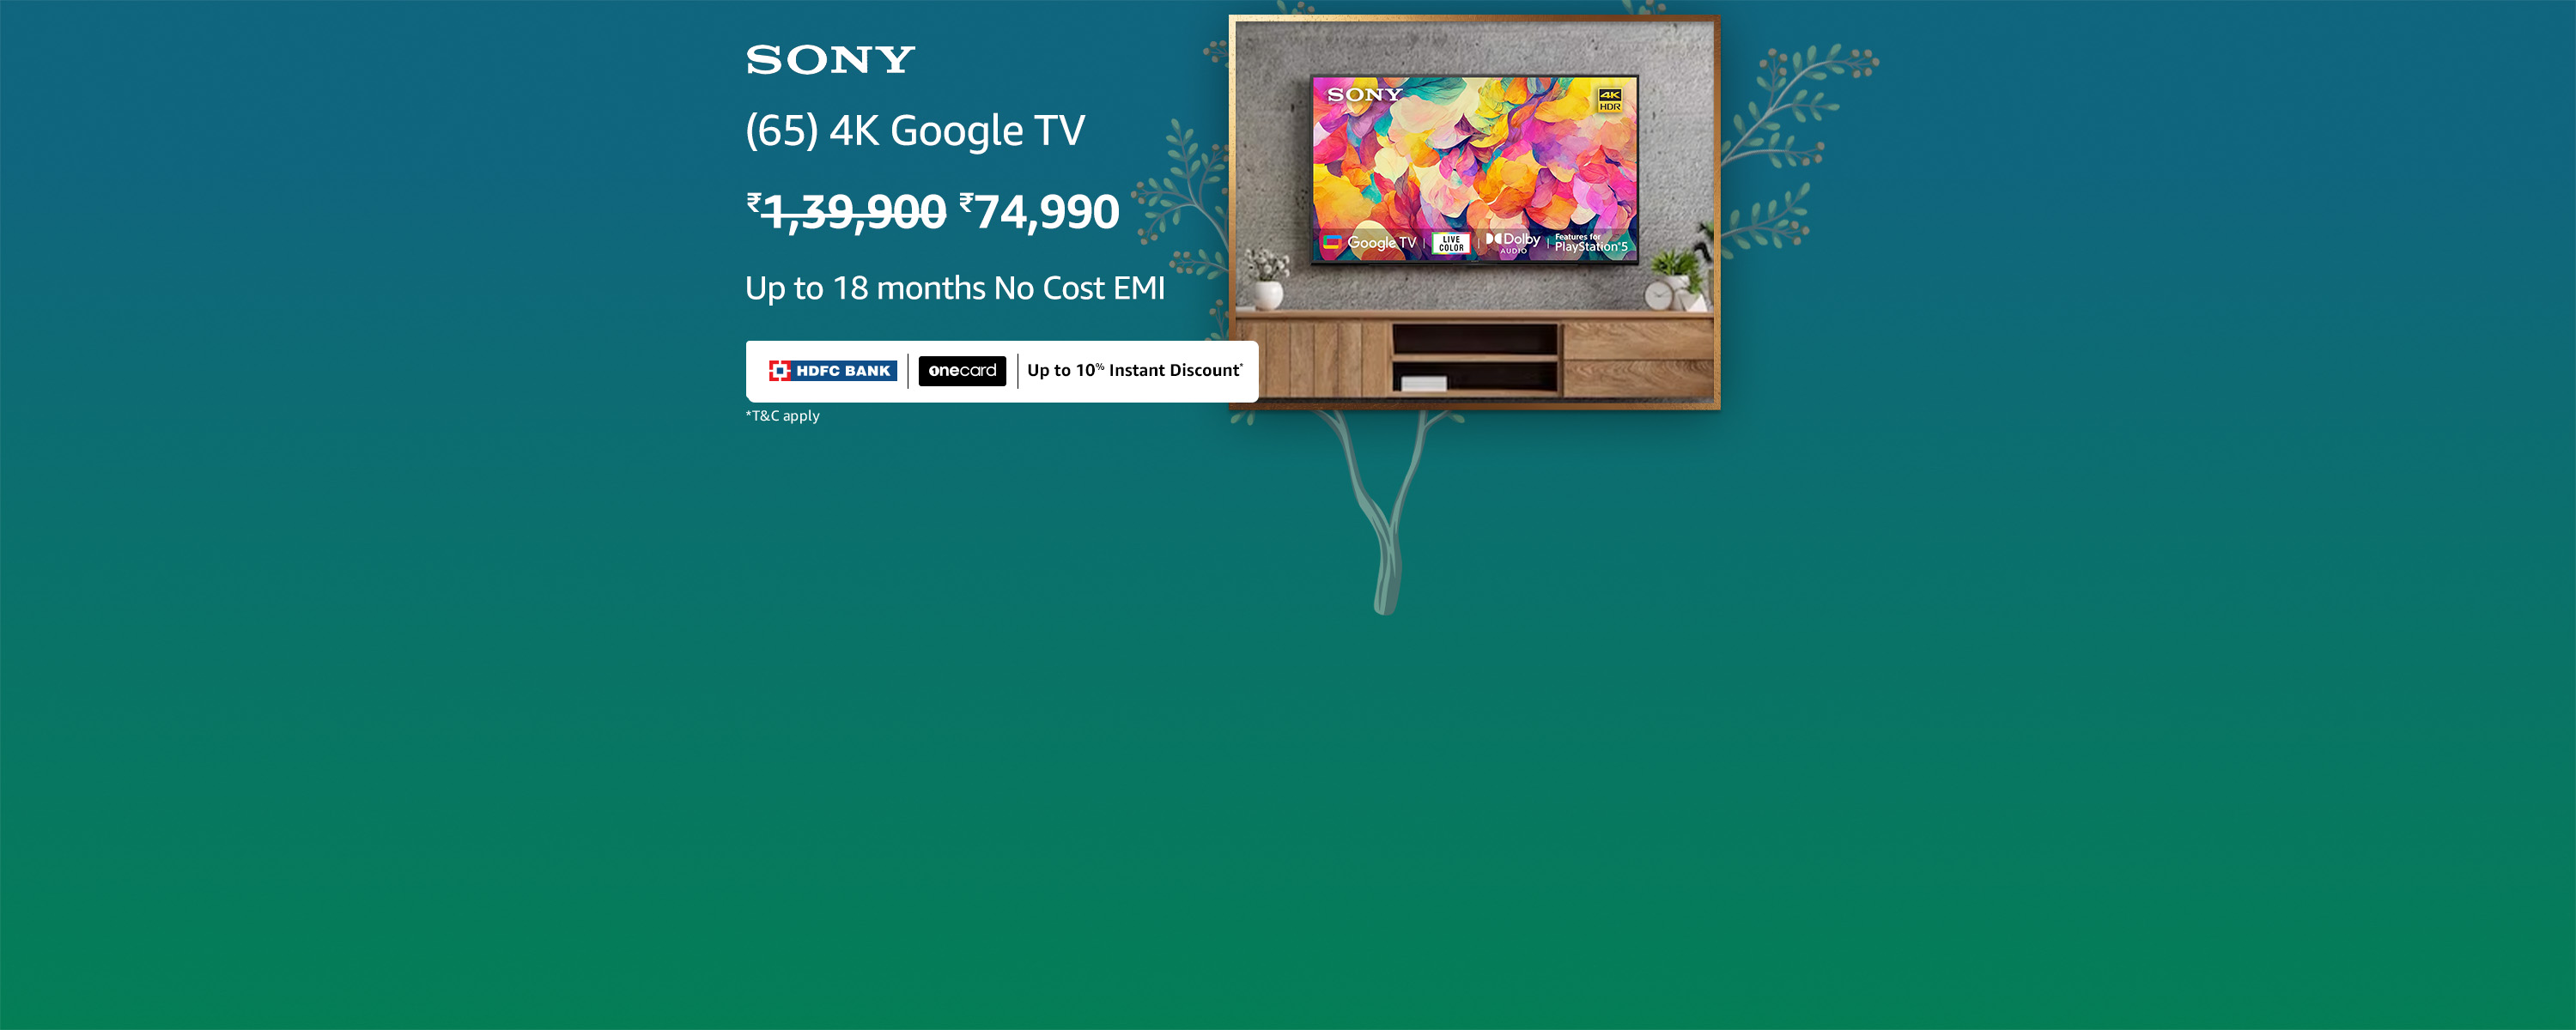 SONY
(65) 4K Google TV
₹1,39,900 ₹74,990
Up to 18 months No Cost EMI
HDFC BANK onecard Up to 10% Instant Discount*
*T&C apply
SONY
4K
HDR
Google TV
LIVE
COLOR
Dolby
AUDIO
Features for
PlayStation®5